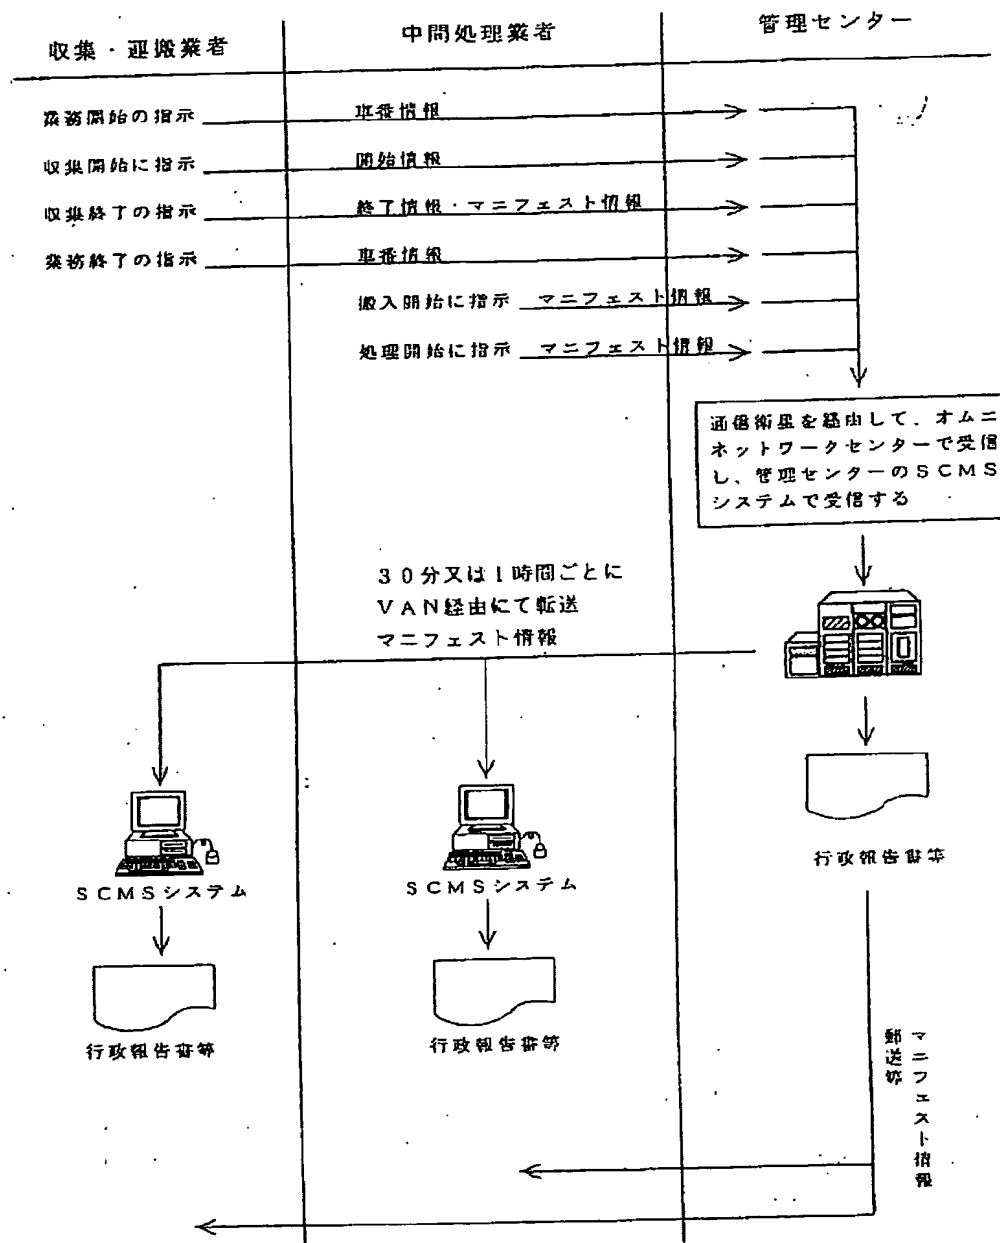 収集・運搬業者
中間処理業者
管理センター
業務開始の指示
車番情報
収集開始に指示
開始情報
収集終了の指示
終了情報・マニフェスト情報
業務終了の指示
車番情報
搬入開始に指示
マニフェスト情報
処理開始に指示
マニフェスト情報
通信衛星を経由して、オムニ
ネットワークセンターで受信
し、管理センターのSCMS
システムで受信する
30分又は1時間ごとに
VAN経由にて転送
マニフェスト情報
行政報告書等
SCMSシステム
SCMSシステム
行政報告書等
行政報告書等
マニフェスト情報
郵送等